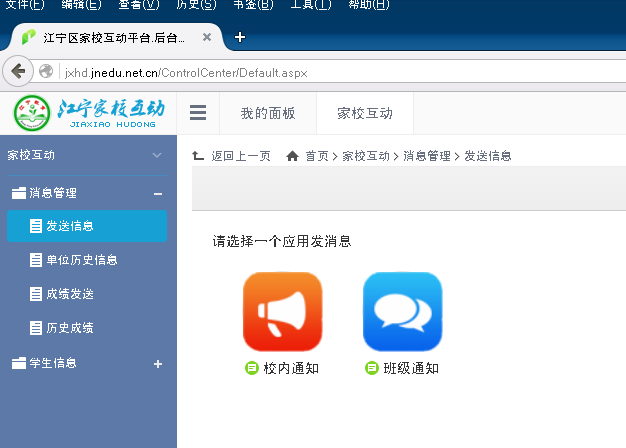 文件(F) 编辑(E) 查看(V) 历史(S) 书签(B) 工具(T) 帮助(H)
江宁区家校互动平台.后台...
jxhd.jnedu.net.cn/ControlCenter/Default.aspx
江宁家校互动
JIAXIAO HUDONG
我的面板 家校互动
家校互动
返回上一页 首页 > 家校互动 > 消息管理 > 发送信息
消息管理
发送信息
单位历史信息
成绩发送
历史成绩
学生信息
请选择一个应用发消息
校内通知 班级通知